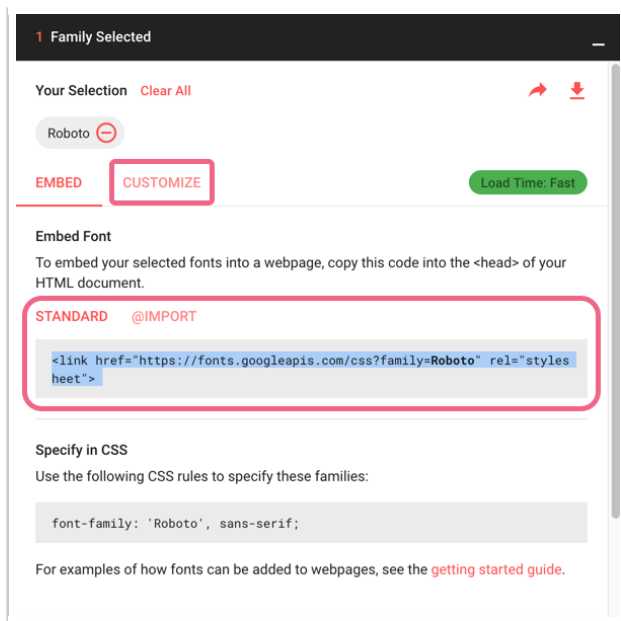 1 Family Selected
Your Selection Clear All
Roboto
EMBED CUSTOMIZE Load Time: Fast
Embed Font
To embed your selected fonts into a webpage, copy this code into the <head> of your
HTML document.
STANDARD @IMPORT
<link href="https://fonts.googleapis.com/css?family=Roboto" rel="styles
heet">
Specify in CSS
Use the following CSS rules to specify these families:
font-family: 'Roboto', sans-serif;
For examples of how fonts can be added to webpages, see the getting started guide.